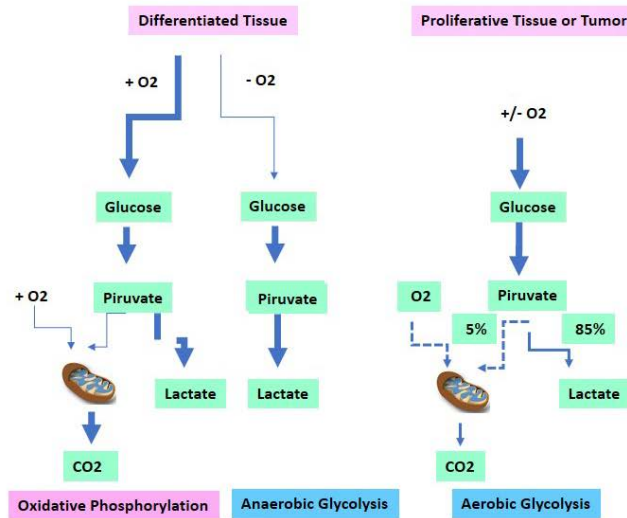 Differentiated Tissue
Proliferative Tissue or Tumor
+ O2
- O2
+/- O2
Glucose
Glucose
Glucose
+ O2
Piruvate
Piruvate
O2
Piruvate
5%
85%
Lactate
Lactate
Lactate
CO2
CO2
Oxidative Phosphorylation
Anaerobic Glycolysis
Aerobic Glycolysis